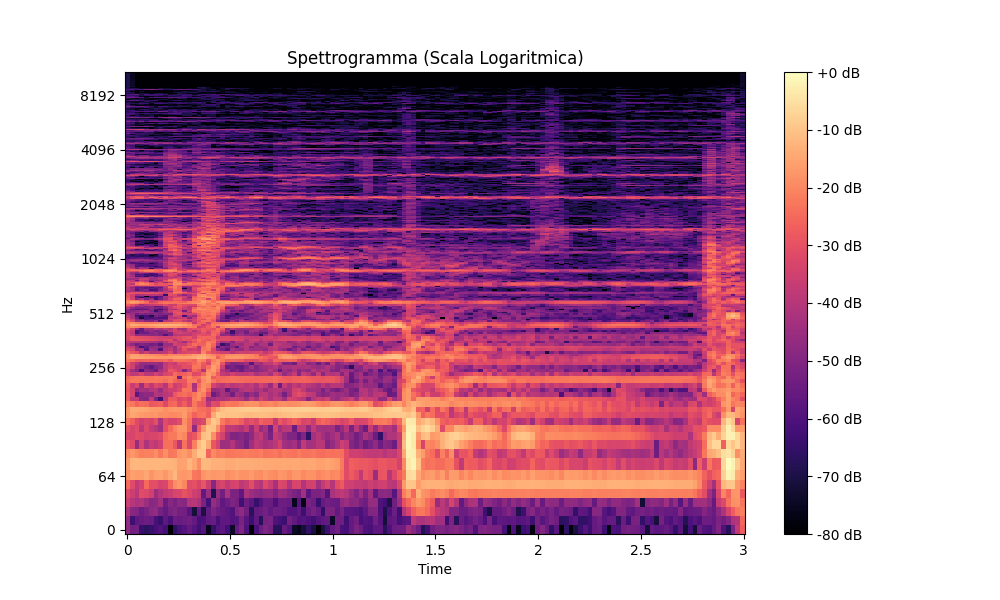 Spettrogramma (Scala Logaritmica)
8192
4096
2048
1024
512
256
128
64
0
Hz
0
0.5
1
1.5
2
2.5
3
Time
+0 dB
-10 dB
-20 dB
-30 dB
-40 dB
-50 dB
-60 dB
-70 dB
-80 dB